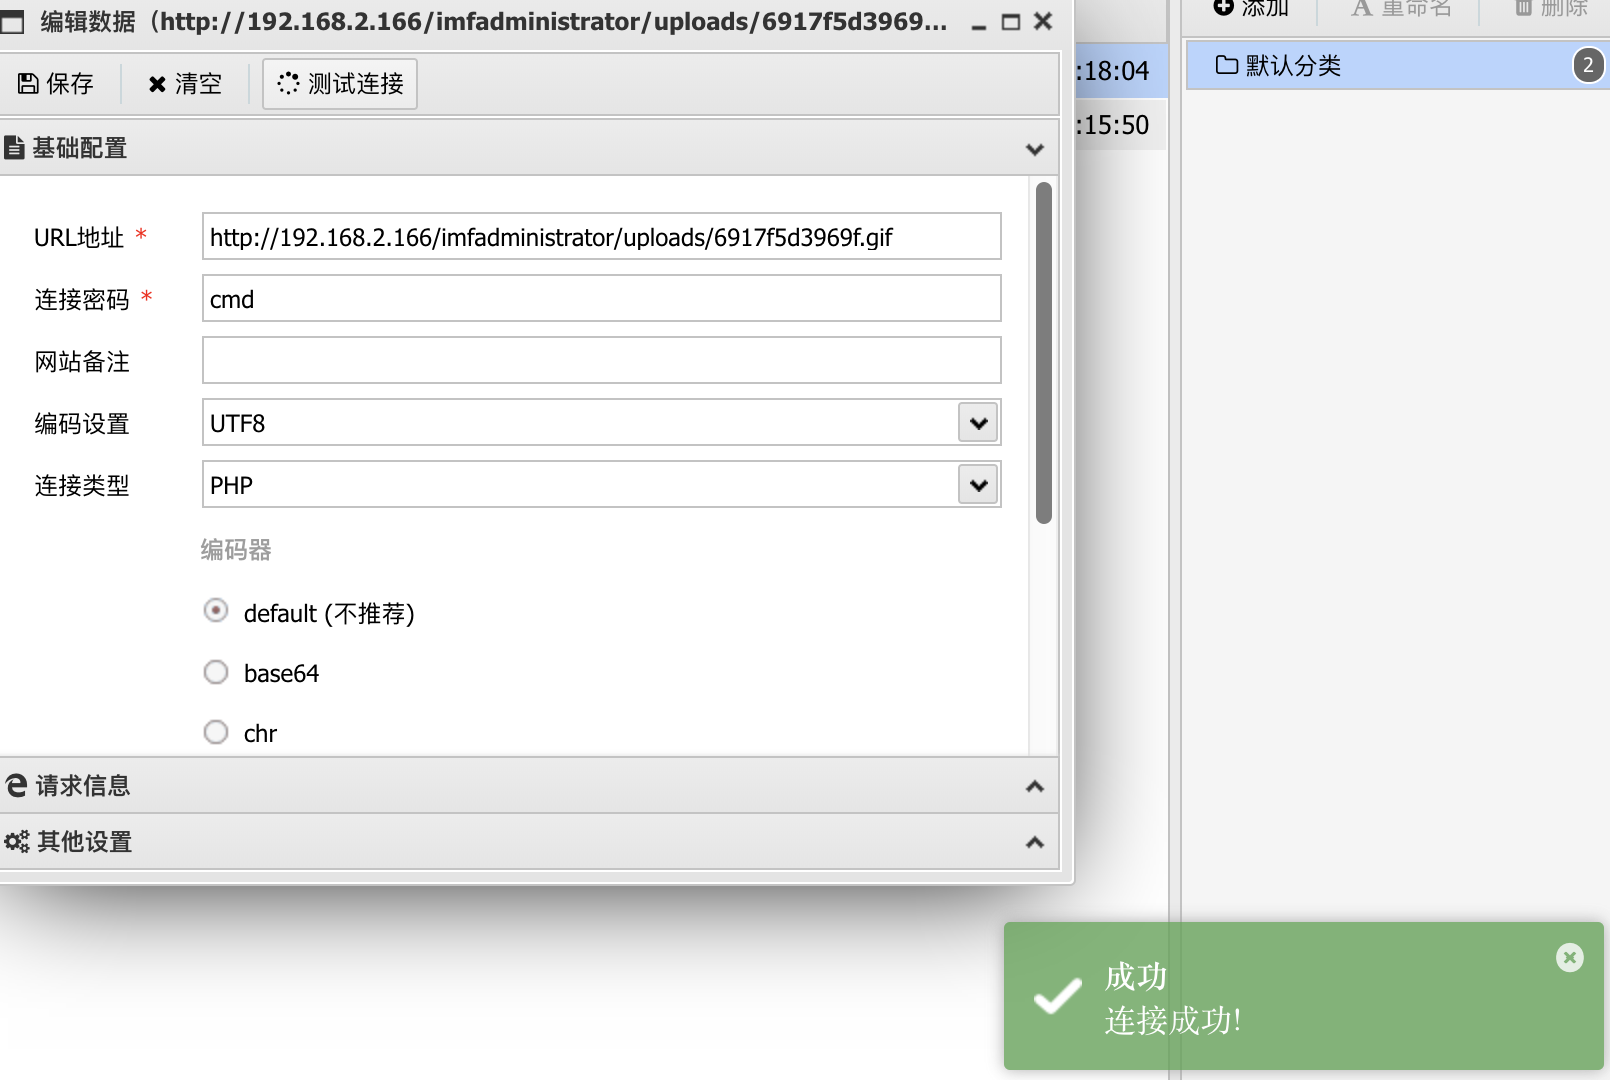 编辑数据（http://192.168.2.166/imfadministrator/uploads/6917f5d3969...
保存
清空
测试连接
基础配置
URL地址 *
http://192.168.2.166/imfadministrator/uploads/6917f5d3969f.gif
连接密码 *
cmd
网站备注
编码设置
UTF8
连接类型
PHP
编码器
default (不推荐)
base64
chr
请求信息
其他设置
:18:04
:15:50
添加
重命名
删除
默认分类
2
成功
连接成功!